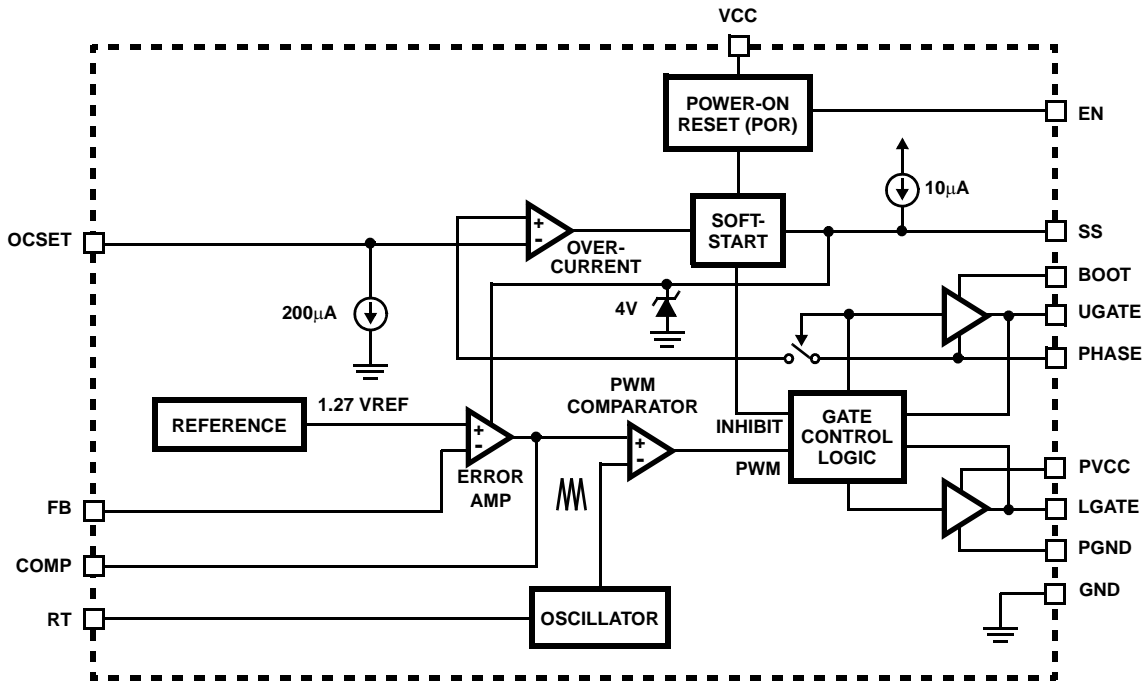 VCC
POWER-ON
RESET (POR)
EN
10µA
SOFT-
START
SS
OCSET
+
-
OVER-
CURRENT
BOOT
200µA
4V
UGATE
PHASE
PWM
COMPARATOR
1.27 VREF
REFERENCE
+
-
+
-
INHIBIT
GATE
CONTROL
LOGIC
PWM
ERROR
AMP
PVCC
FB
LGATE
PGND
COMP
GND
RT
OSCILLATOR